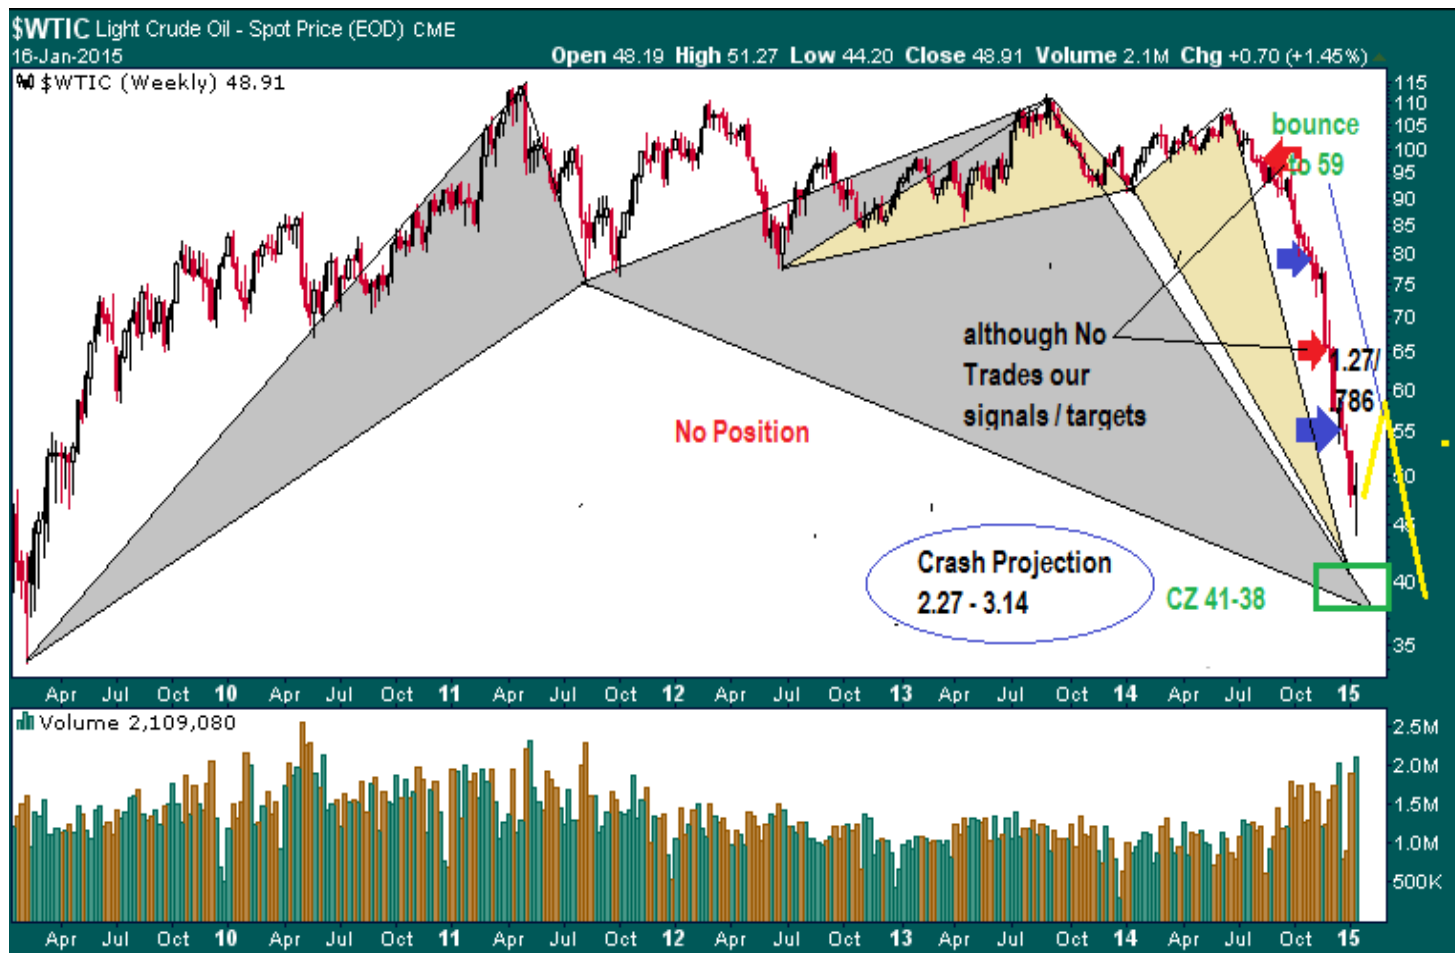 $WTIC Light Crude Oil - Spot Price (EOD) CME
16-Jan-2015
Open 48.19 High 51.27 Low 44.20 Close 48.91 Volume 2.1M Chg +0.70 (+1.45%)
$WTIC (Weekly) 48.91
115
110
105
100
95
90
85
80
75
70
65
60
55
50
45
40
35
bounce
to 59
although No
Trades our
signals / targets
1.27/
.786
No Position
Crash Projection
2.27 - 3.14
CZ 41-38
Apr Jul Oct 10 Apr Jul Oct 11 Apr Jul Oct 12 Apr Jul Oct 13 Apr Jul Oct 14 Apr Jul Oct 15
Volume 2,109,080
2.5M
2.0M
1.5M
1.0M
500K
Apr Jul Oct 10 Apr Jul Oct 11 Apr Jul Oct 12 Apr Jul Oct 13 Apr Jul Oct 14 Apr Jul Oct 15